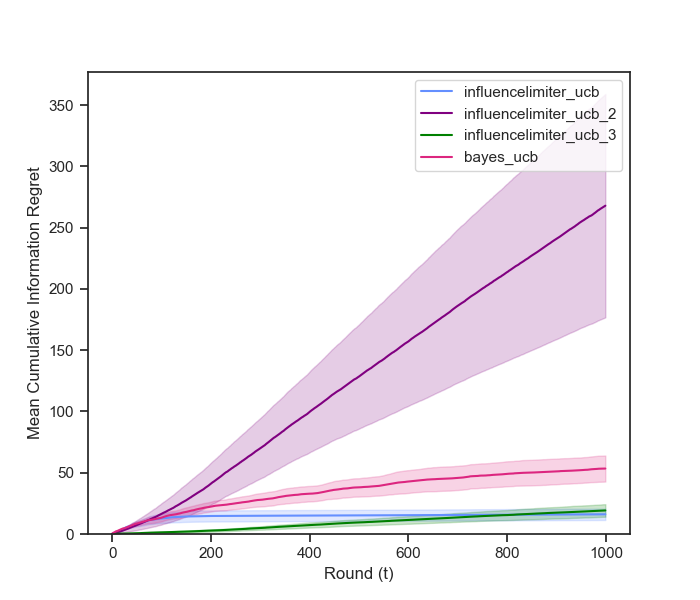 influencelimiter_ucb
influencelimiter_ucb_2
influencelimiter_ucb_3
bayes_ucb
Mean Cumulative Information Regret
350
300
250
200
150
100
50
0
0 200 400 600 800 1000
Round (t)